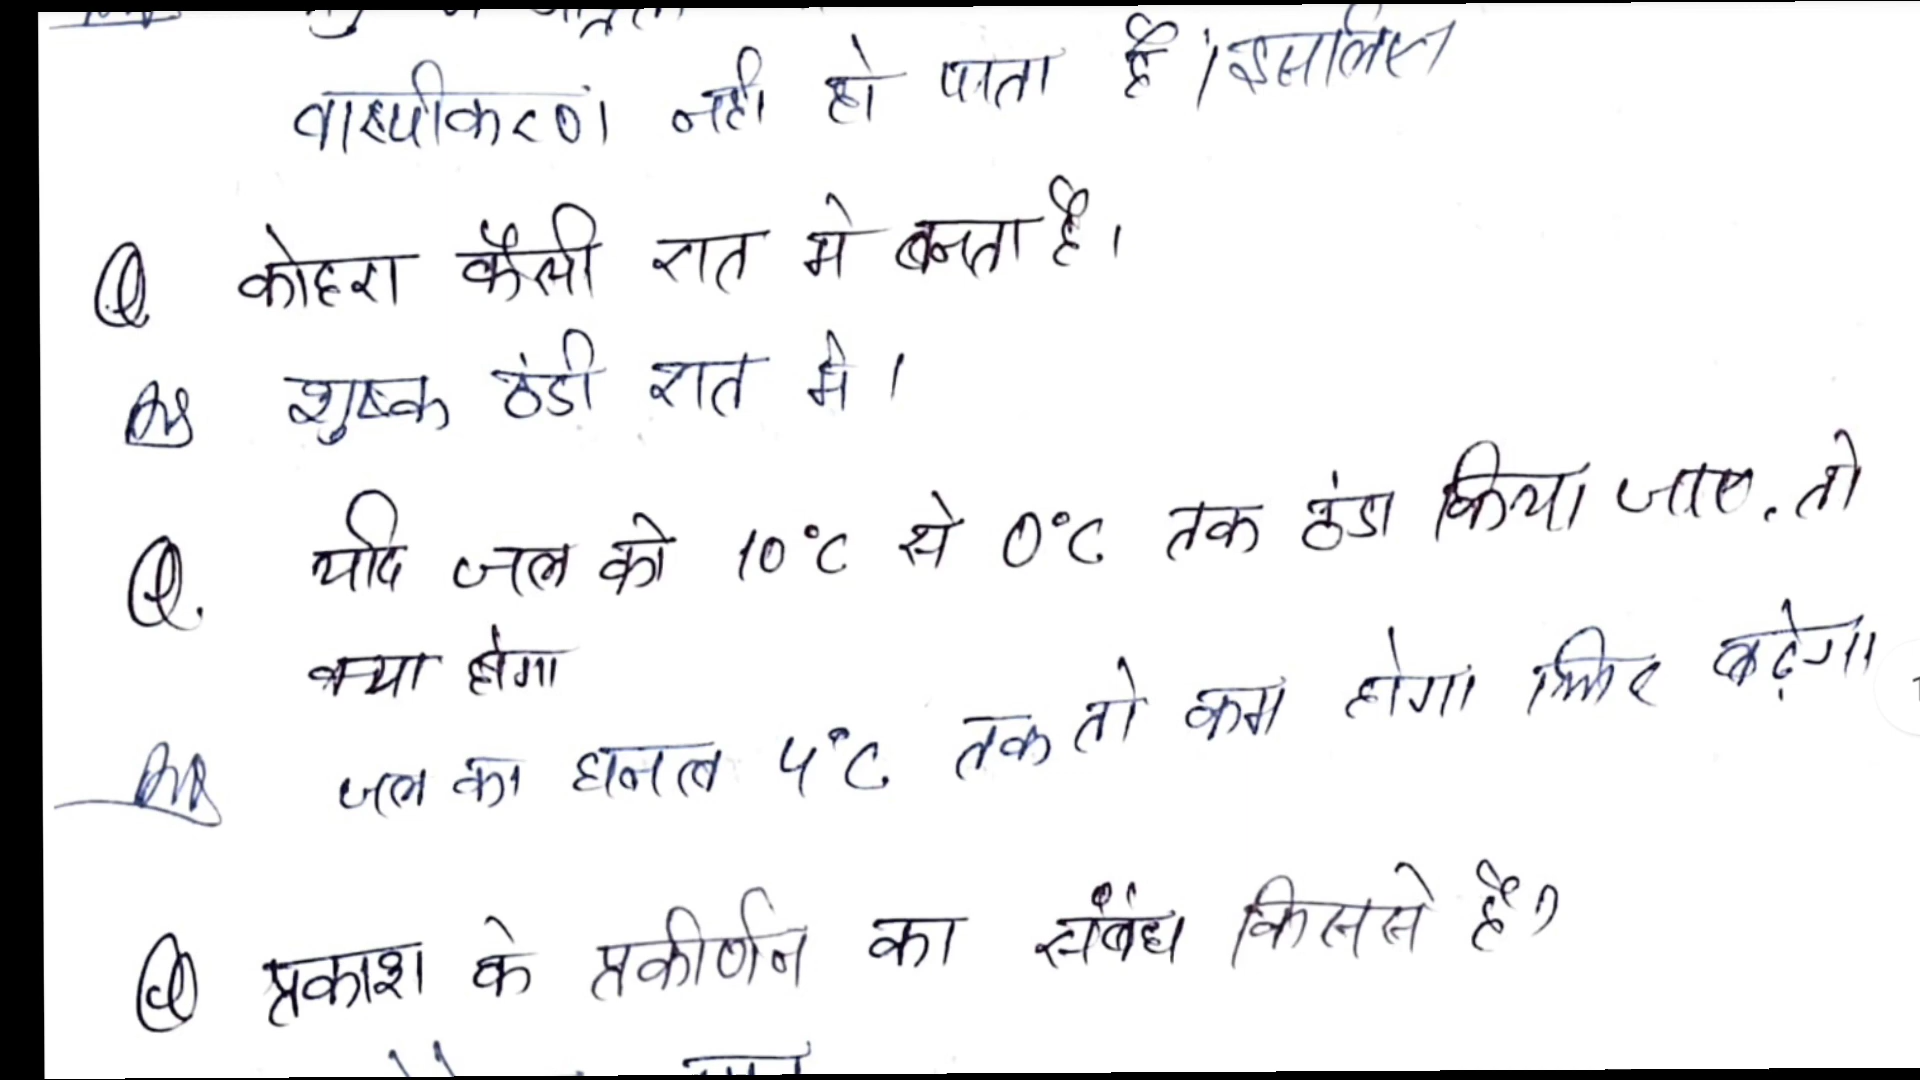 वाष्पीकरण नही हो पाता है। इसलिए
Q कोहरा कैसी रात मे बनता है।
Ans शुष्क ठंडी रात मे।
Q. यदि जल को 10°C से 0°C तक ठंडा किया जाए. तो
क्या होगा
Ans जल का घनत्व 4°C तक तो कम होगा फिर बढ़ेगा
Q प्रकाश के प्रकीर्णन का संबंध किससे है?